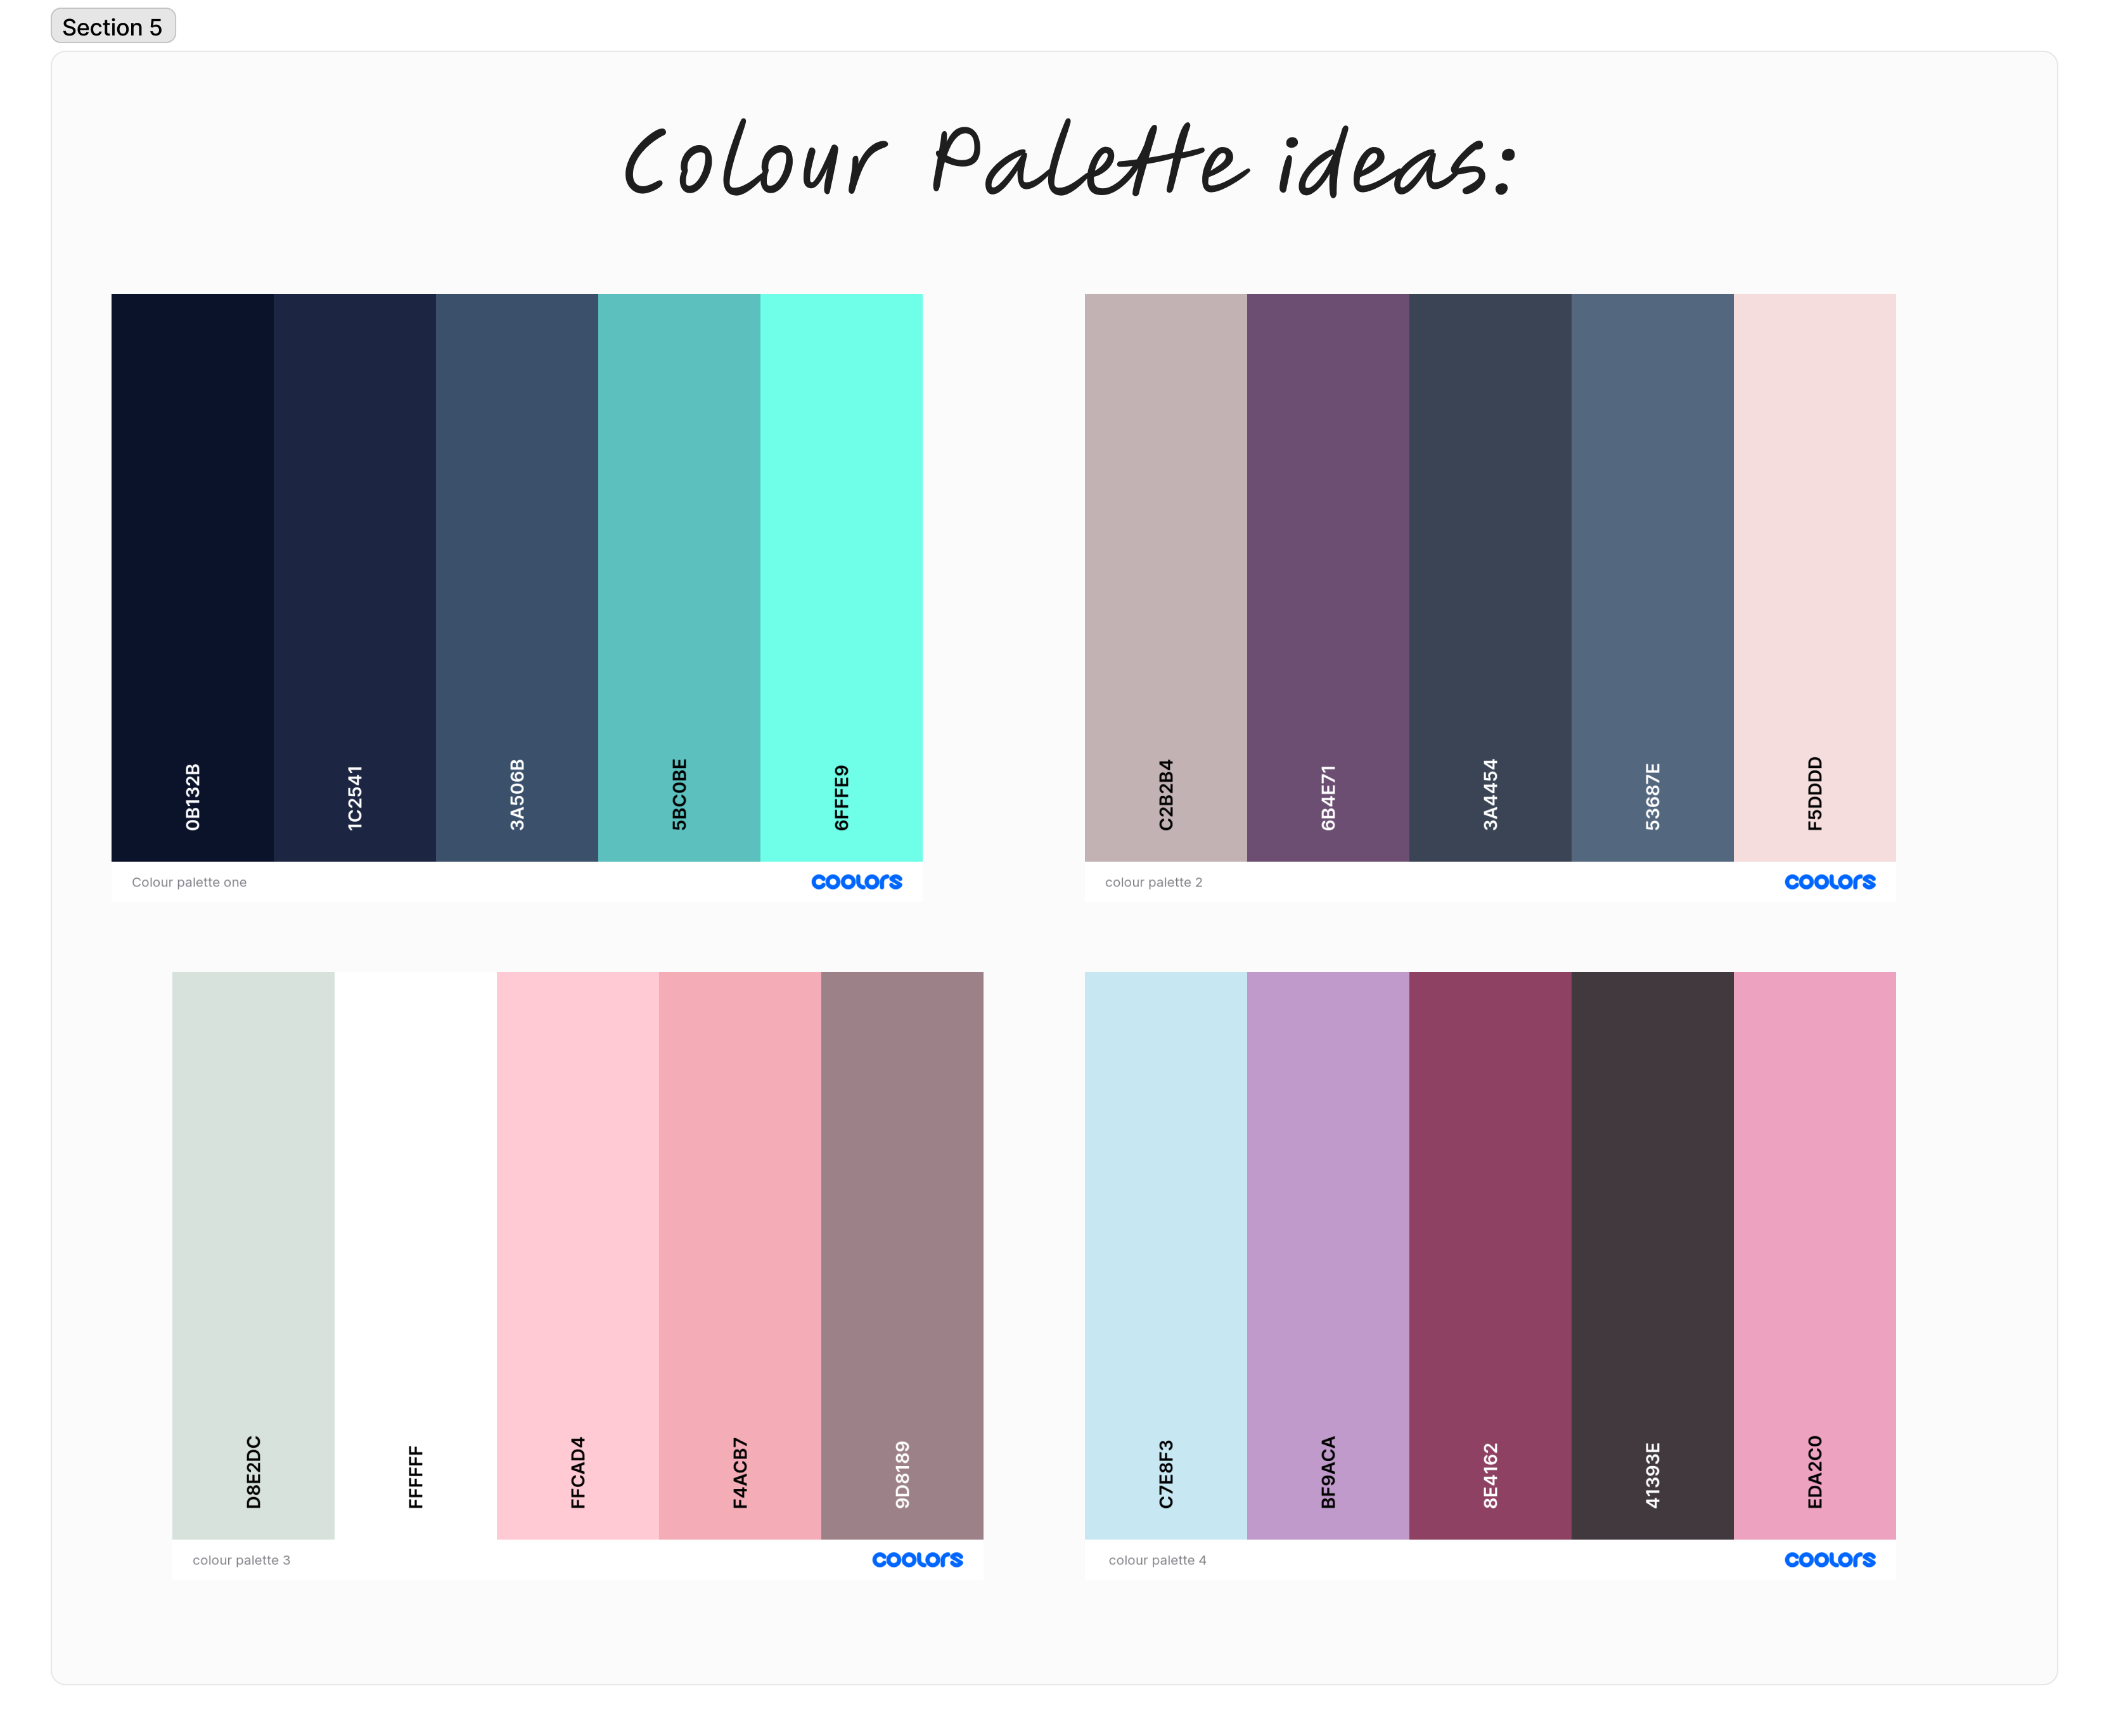 Section 5
Colour Palette ideas:
0B132B
1C2541
3A506B
5BC0BE
6FFFE9
Colour palette one
coolors
C2B2B4
6B4E71
3A4454
53687E
F5DDDD
colour palette 2
coolors
D8E2DC
FFFFFF
FFCAD4
F4ACB7
9D8189
colour palette 3
coolors
C7E8F3
BF9ACA
8E4162
41393E
EDA2C0
colour palette 4
coolors